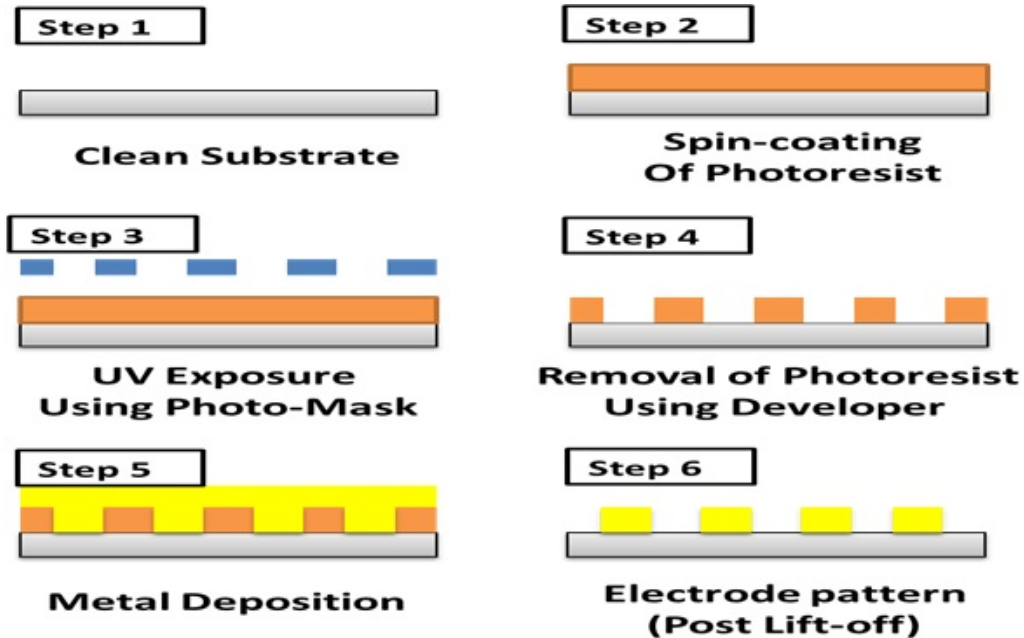 Step 1
Clean Substrate
Step 2
Spin-coating
Of Photoresist
Step 3
UV Exposure
Using Photo-Mask
Step 4
Removal of Photoresist
Using Developer
Step 5
Metal Deposition
Step 6
Electrode pattern
(Post Lift-off)